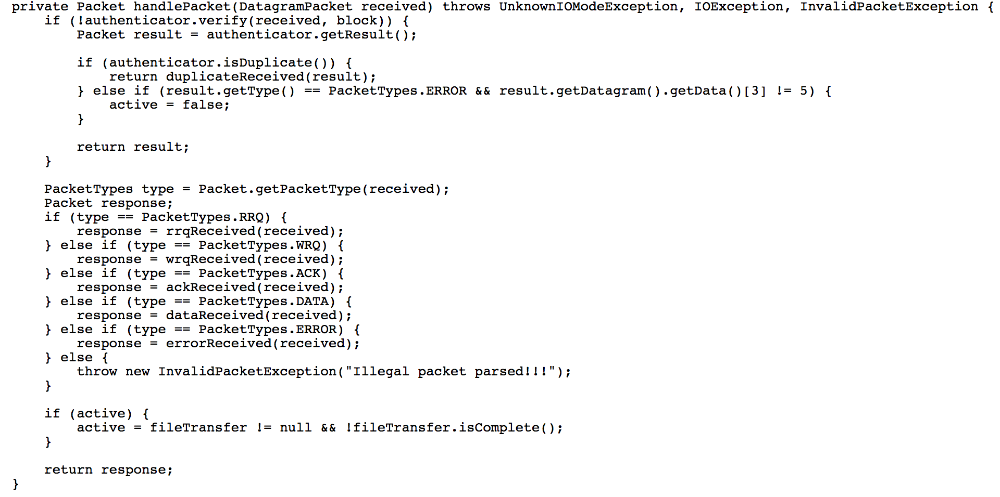 private Packet handlePacket(DatagramPacket received) throws UnknownIOModeException, IOException, InvalidPacketException {
    if (!authenticator.verify(received, block)) {
        Packet result = authenticator.getResult();

        if (authenticator.isDuplicate()) {
            return duplicateReceived(result);
        } else if (result.getType() == PacketTypes.ERROR && result.getDatagram().getData()[3] != 5) {
            active = false;
        }

        return result;
    }

    PacketTypes type = Packet.getPacketType(received);
    Packet response;
    if (type == PacketTypes.RRQ) {
        response = rrqReceived(received);
    } else if (type == PacketTypes.WRQ) {
        response = wrqReceived(received);
    } else if (type == PacketTypes.ACK) {
        response = ackReceived(received);
    } else if (type == PacketTypes.DATA) {
        response = dataReceived(received);
    } else if (type == PacketTypes.ERROR) {
        response = errorReceived(received);
    } else {
        throw new InvalidPacketException("Illegal packet parsed!!!");
    }

    if (active) {
        active = fileTransfer != null && !fileTransfer.isComplete();
    }

    return response;
}